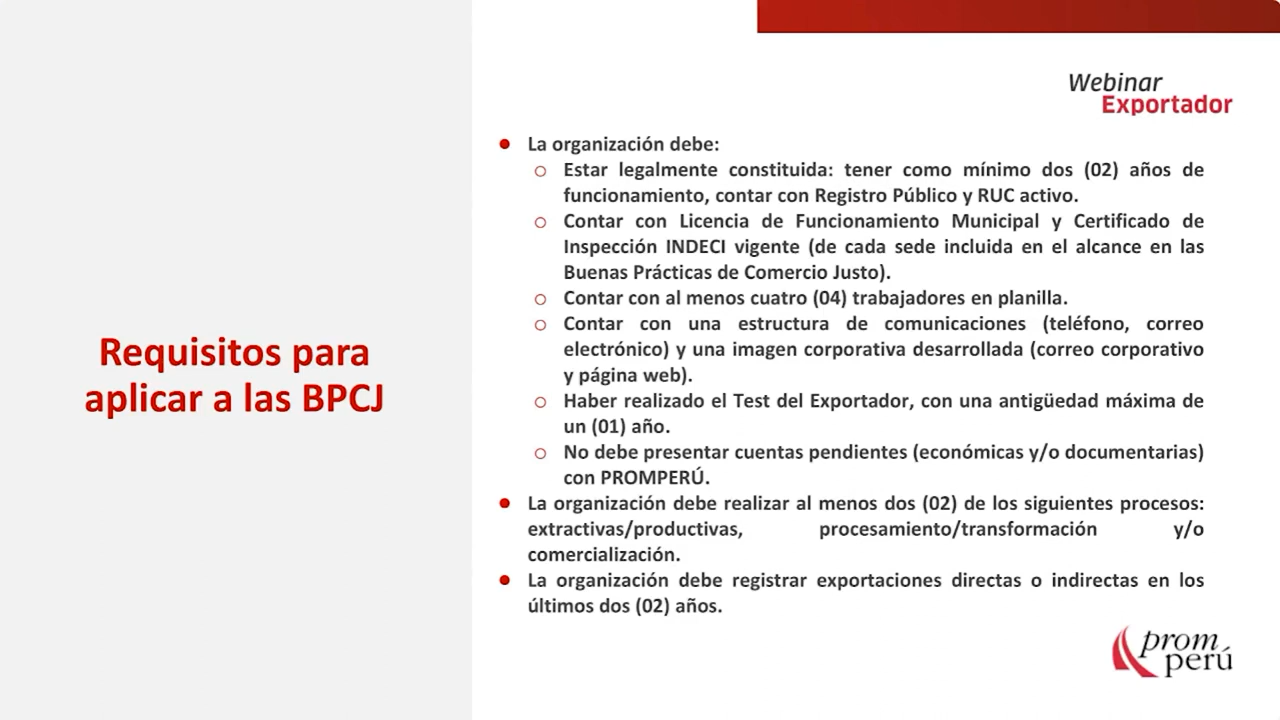 Webinar
Exportador
Requisitos para
aplicar a las BPCJ
● La organización debe:
o Estar legalmente constituida: tener como mínimo dos (02) años de
funcionamiento, contar con Registro Público y RUC activo.
o Contar con Licencia de Funcionamiento Municipal y Certificado de
Inspección INDECI vigente (de cada sede incluida en el alcance en las
Buenas Prácticas de Comercio Justo).
o Contar con al menos cuatro (04) trabajadores en planilla.
o Contar con una estructura de comunicaciones (teléfono, correo
electrónico) y una imagen corporativa desarrollada (correo corporativo
y página web).
o Haber realizado el Test del Exportador, con una antigüedad máxima de
un (01) año.
o No debe presentar cuentas pendientes (económicas y/o documentarias)
con PROMPERÚ.
● La organización debe realizar al menos dos (02) de los siguientes procesos:
extractivas/productivas, procesamiento/transformación y/o
comercialización.
● La organización debe registrar exportaciones directas o indirectas en los
últimos dos (02) años.
prom
perú